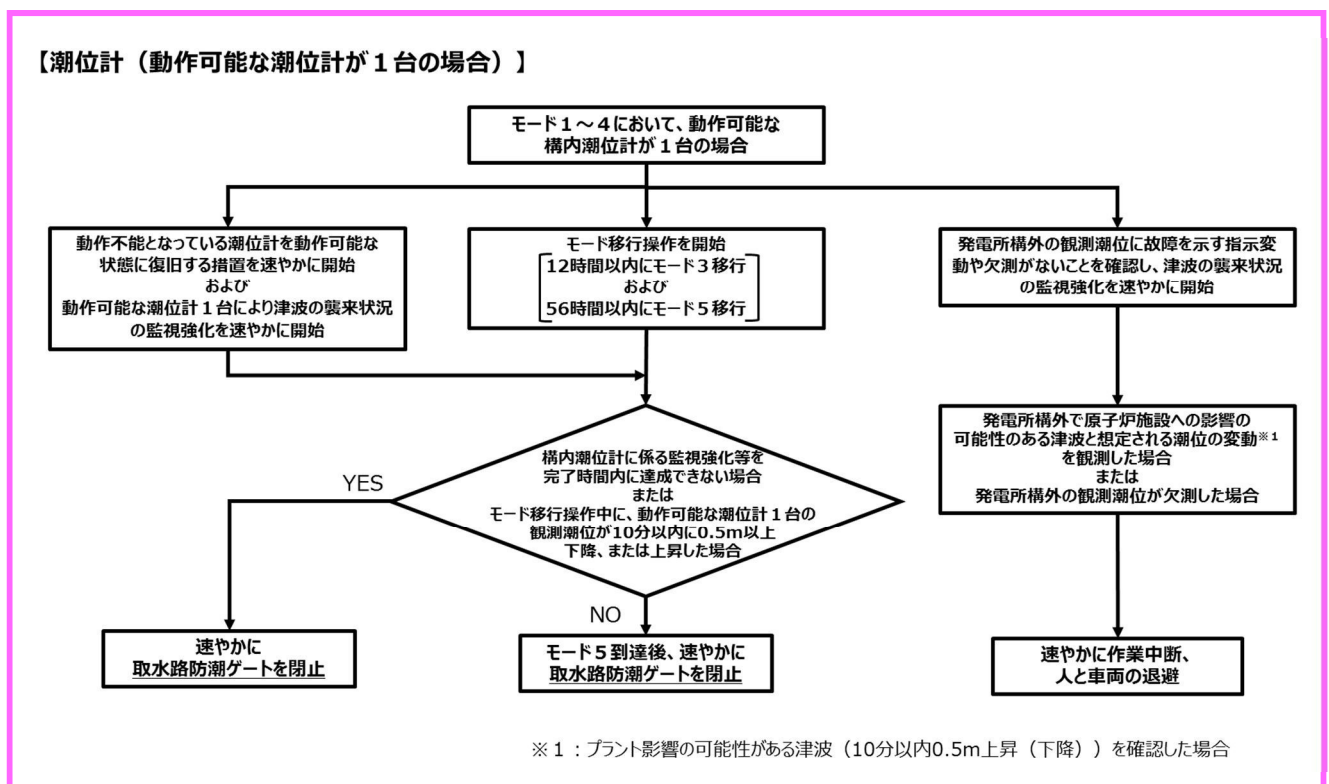 【潮位計（動作可能な潮位計が１台の場合）】
モード１～４において、動作可能な
構内潮位計が１台の場合
動作不能となっている潮位計を動作可能な
状態に復旧する措置を速やかに開始
および
動作可能な潮位計１台により津波の襲来状況
の監視強化を速やかに開始
モード移行操作を開始
12時間以内にモード３移行
および
56時間以内にモード５移行
発電所構外の観測潮位に故障を示す指示変
動や欠測がないことを確認し、津波の襲来状況
の監視強化を速やかに開始
構内潮位計に係る監視強化等を
完了時間内に達成できない場合
または
モード移行操作中に、動作可能な潮位計１台の
観測潮位が10分以内に0.5m以上
下降、または上昇した場合
発電所構外で原子炉施設への影響の
可能性のある津波と想定される潮位の変動※１
を観測した場合
または
発電所構外の観測潮位が欠測した場合
YES
NO
速やかに
取水路防潮ゲートを閉止
モード５到達後、速やかに
取水路防潮ゲートを閉止
速やかに作業中断、
人と車両の退避
※１：プラント影響の可能性がある津波（10分以内0.5m上昇（下降））を確認した場合